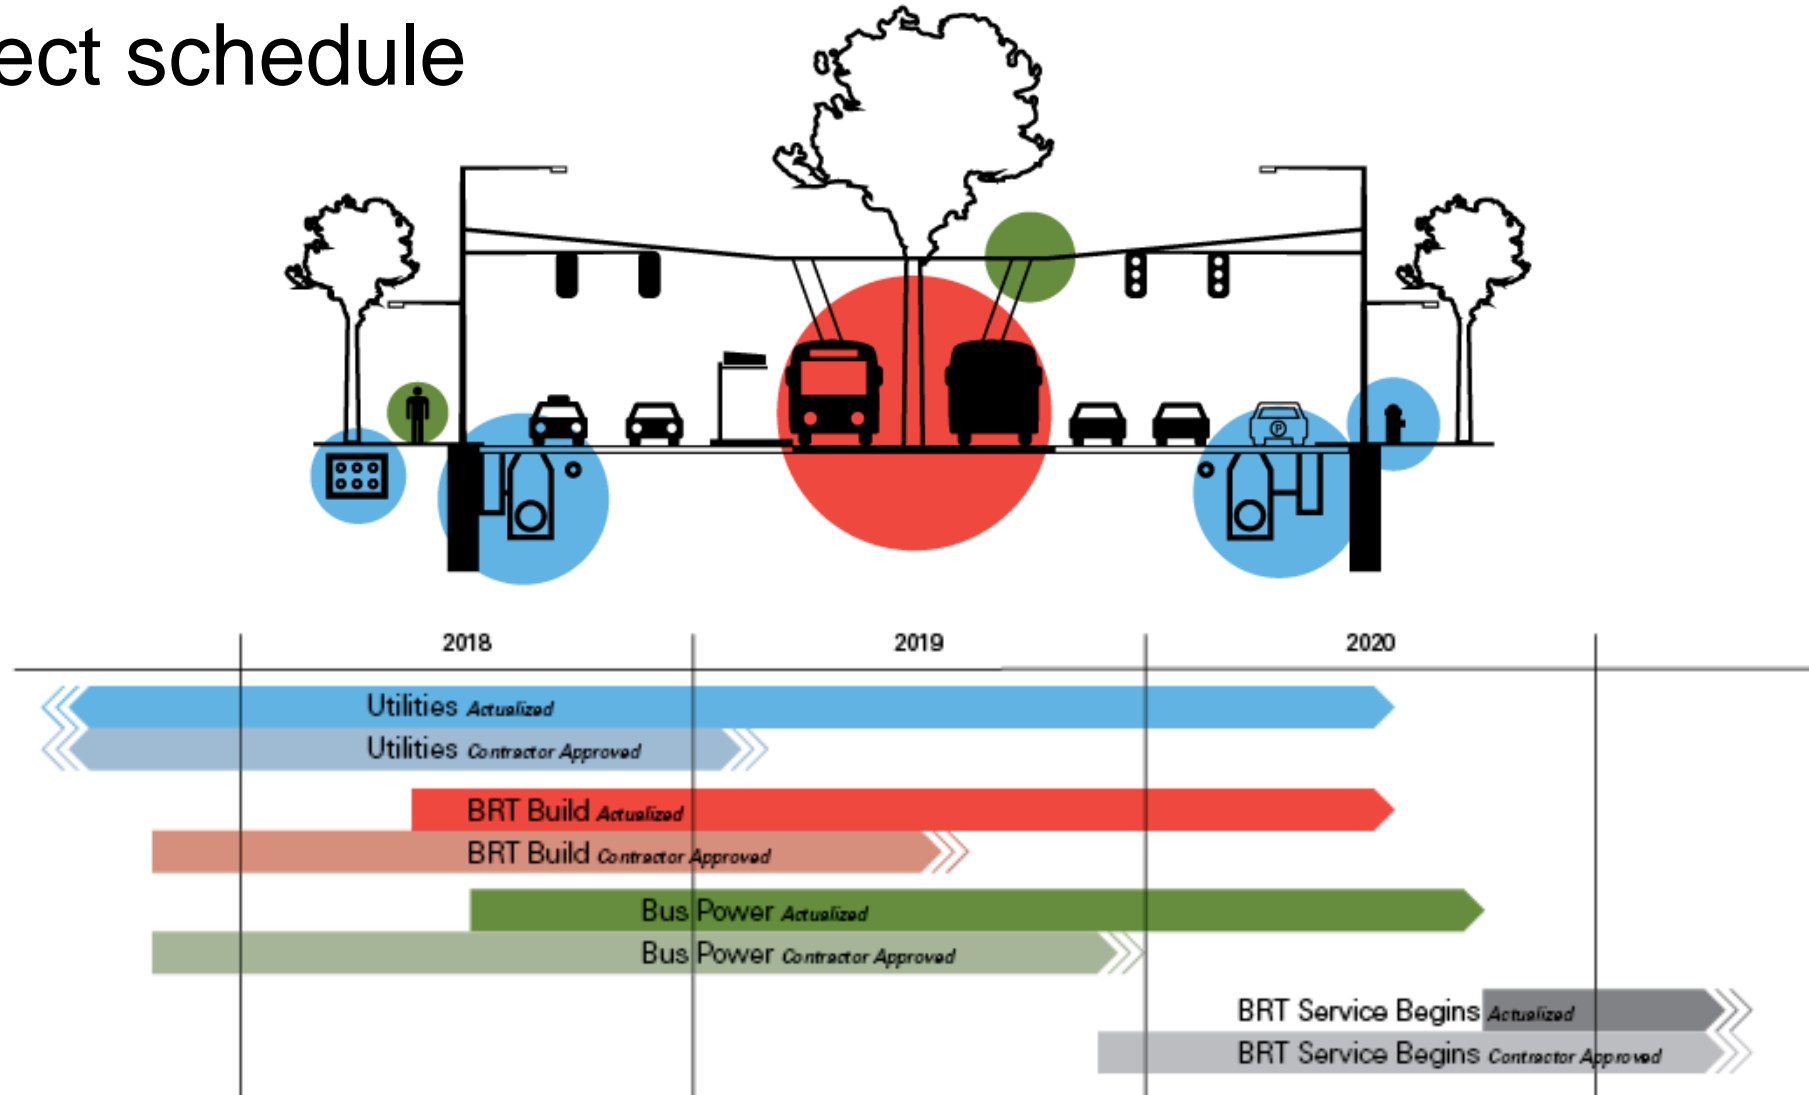 ect schedule
P
2018 2019 2020
Utilities Actualized
Utilities Contractor Approved
BRT Build Actualized
BRT Build Contractor Approved
Bus Power Actualized
Bus Power Contractor Approved
BRT Service Begins Actualized
BRT Service Begins Contractor Approved